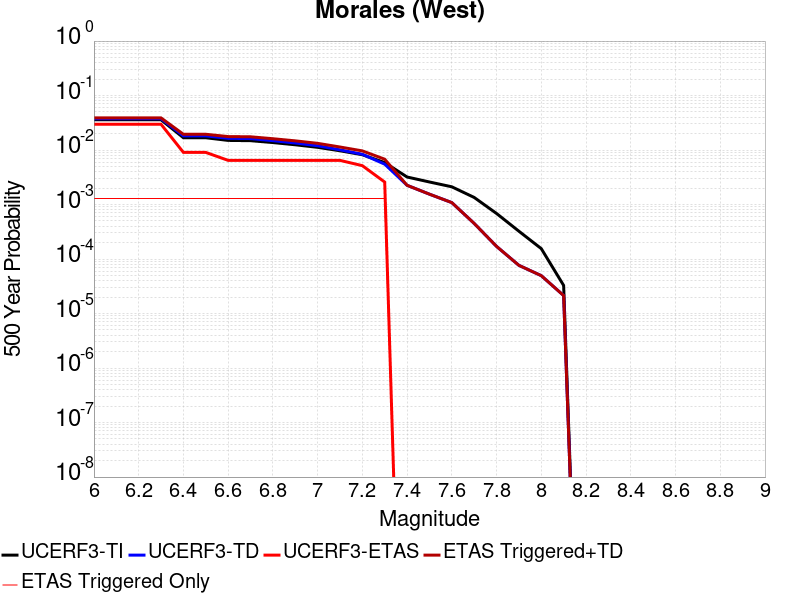 Morales (West)
10^0
10^-1
10^-2
10^-3
10^-4
10^-5
10^-6
10^-7
10^-8
500 Year Probability
6 6.2 6.4 6.6 6.8 7 7.2 7.4 7.6 7.8 8 8.2 8.4 8.6 8.8 9
Magnitude
UCERF3-TI UCERF3-TD UCERF3-ETAS ETAS Triggered+TD
ETAS Triggered Only